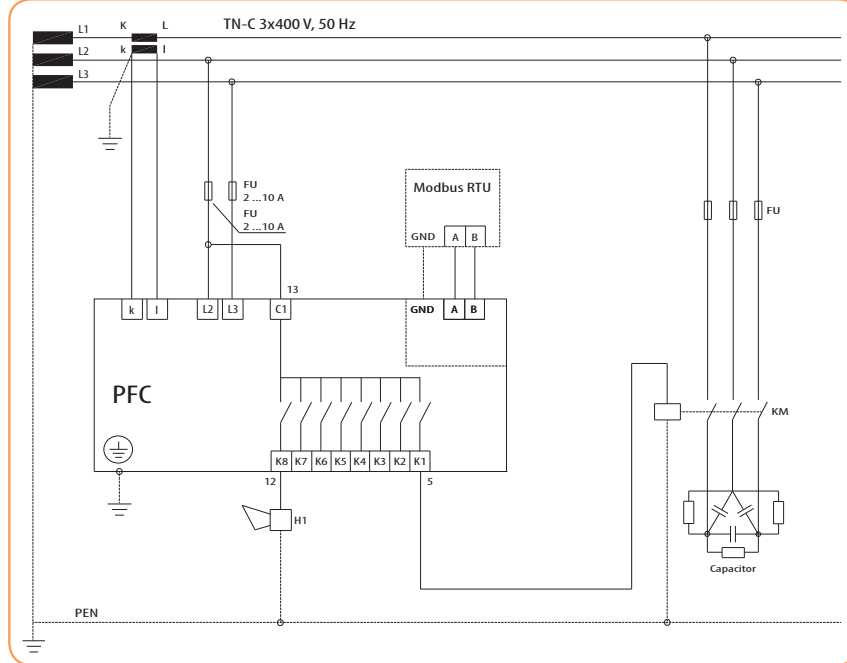 TN-C 3x400 V, 50 Hz
L1
K
L
k
l
L2
L3
FU
2 ...10 A
FU
2 ...10 A
Modbus RTU
GND A B
FU
13
k l L2 L3 C1 GND A B
PFC
KM
K8 K7 K6 K5 K4 K3 K2 K1
12
5
H1
Capacitor
PEN